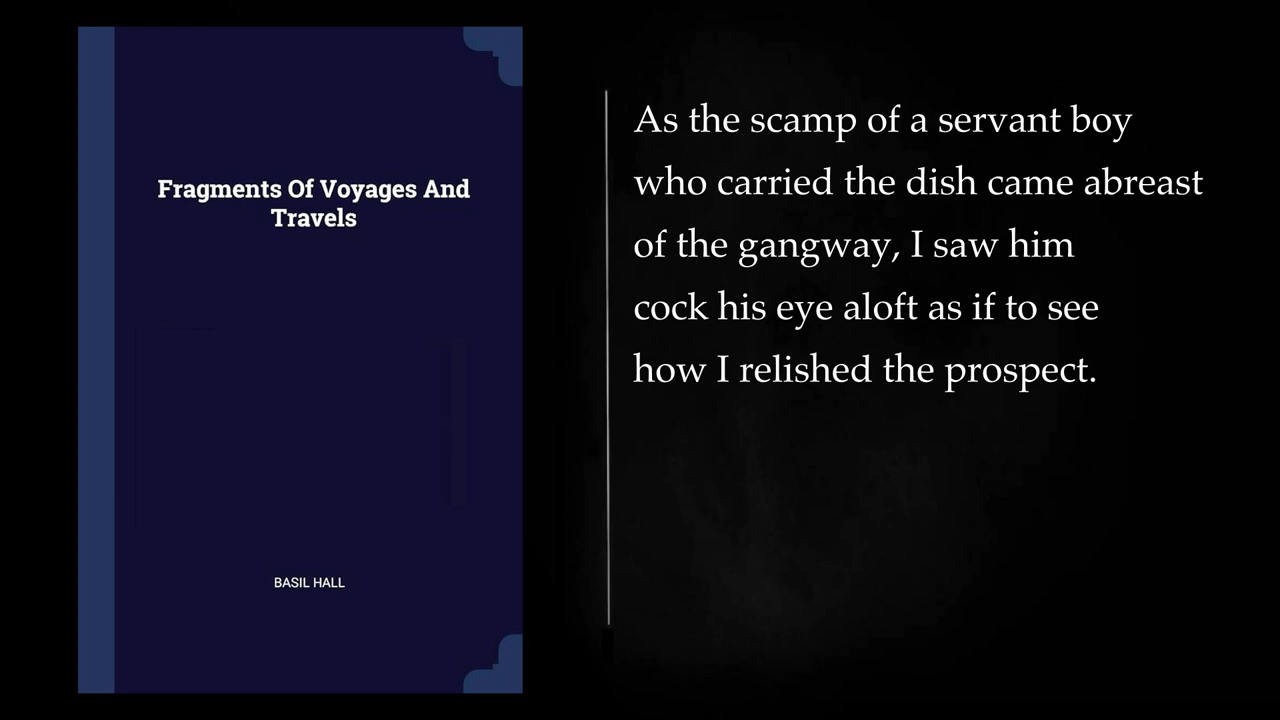 Fragments Of Voyages And
Travels
BASIL HALL
As the scamp of a servant boy
who carried the dish came abreast
of the gangway, I saw him
cock his eye aloft as if to see
how I relished the prospect.